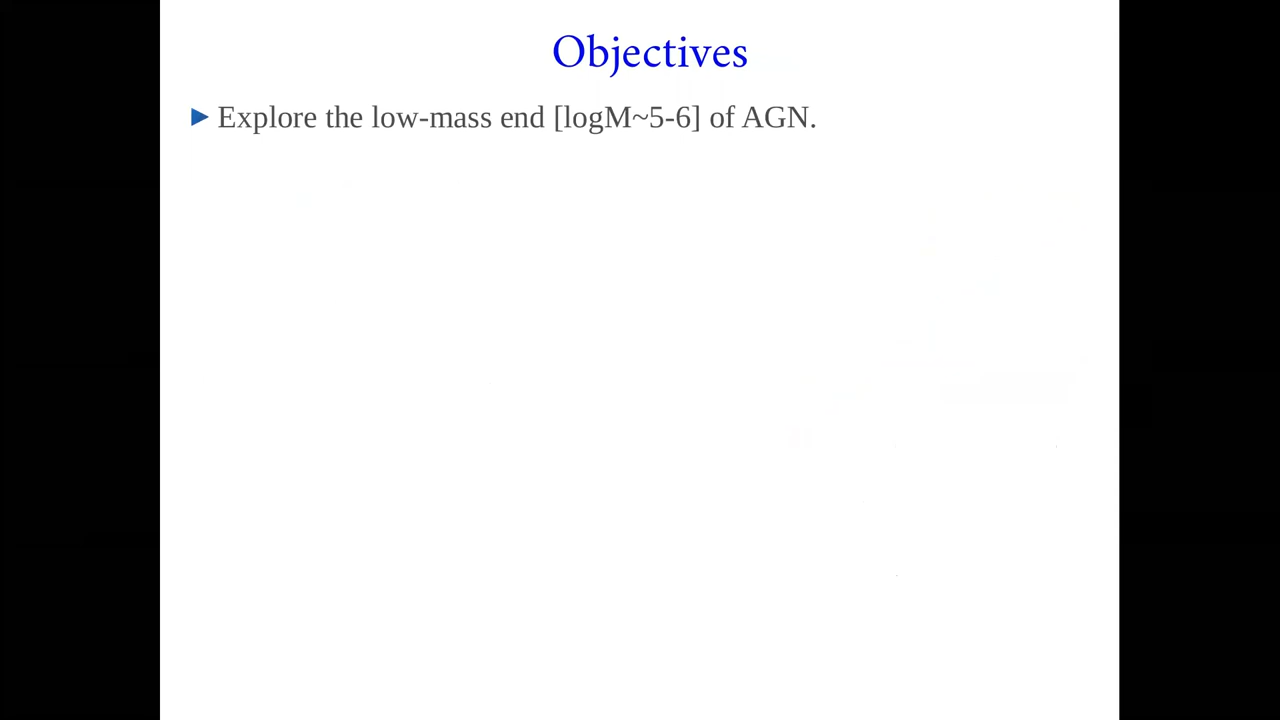 Objectives
► Explore the low-mass end [logM~5-6] of AGN.